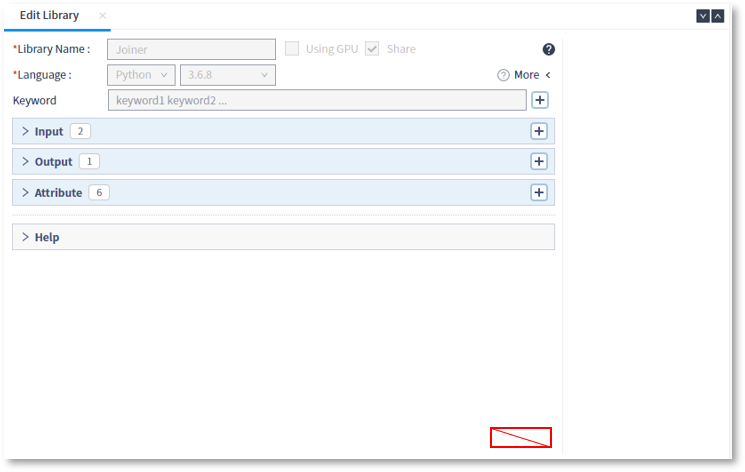 Edit Library ×
*Library Name : Joiner Using GPU Share ?
*Language : Python 3.6.8 ? More <
Keyword keyword1 keyword2 ... +
> Input 2 +
> Output 1 +
> Attribute 6 +
> Help